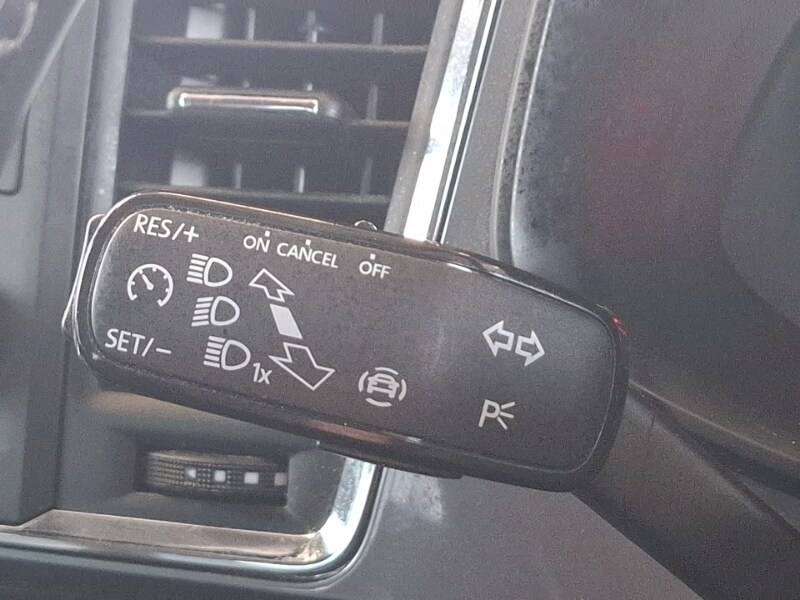 RES/+
ON CANCEL OFF
SET/-
1x
P